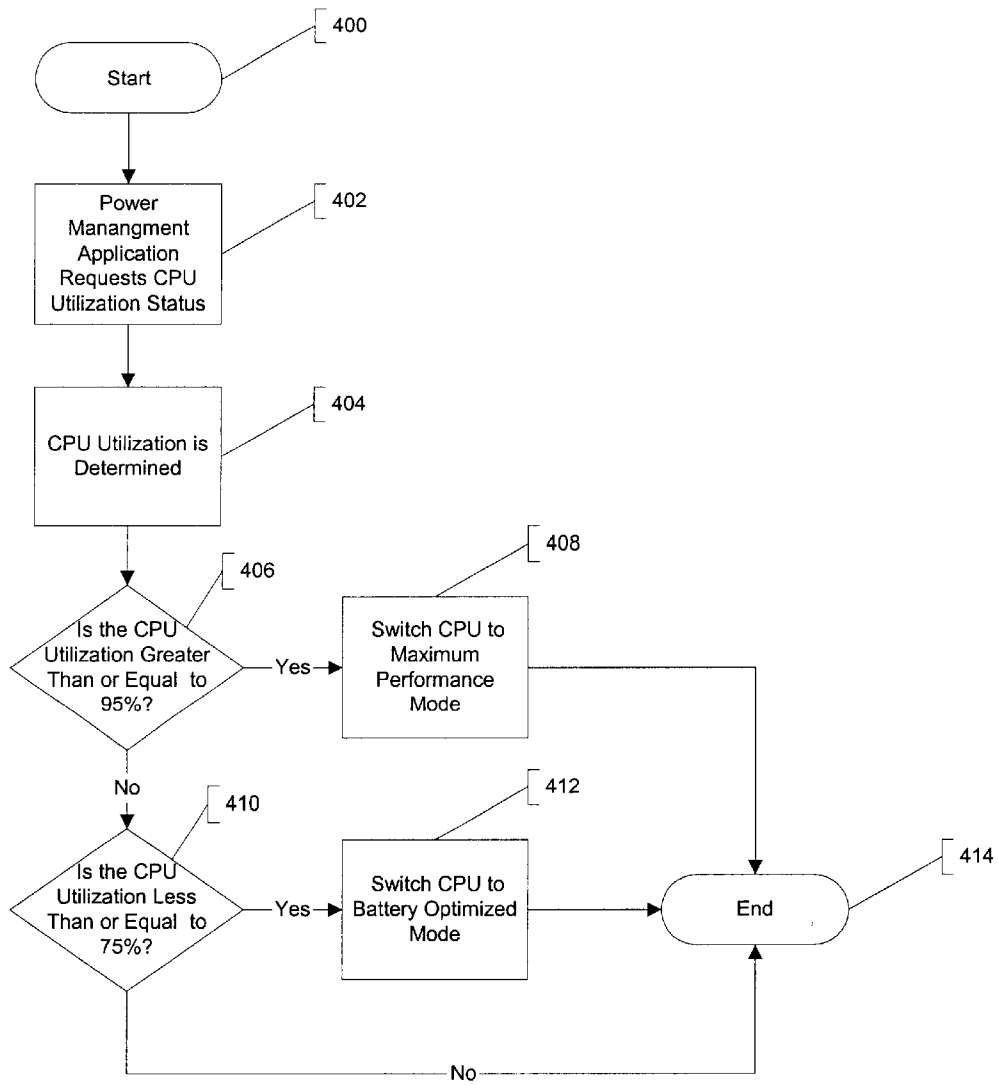 400
Start
402
Power
Manangment
Application
Requests CPU
Utilization Status
404
CPU Utilization is
Determined
406
Is the CPU
Utilization Greater
Than or Equal to
95%?
Yes
408
Switch CPU to
Maximum
Performance
Mode
No
410
Is the CPU
Utilization Less
Than or Equal to
75%?
Yes
412
Switch CPU to
Battery Optimized
Mode
414
End
No